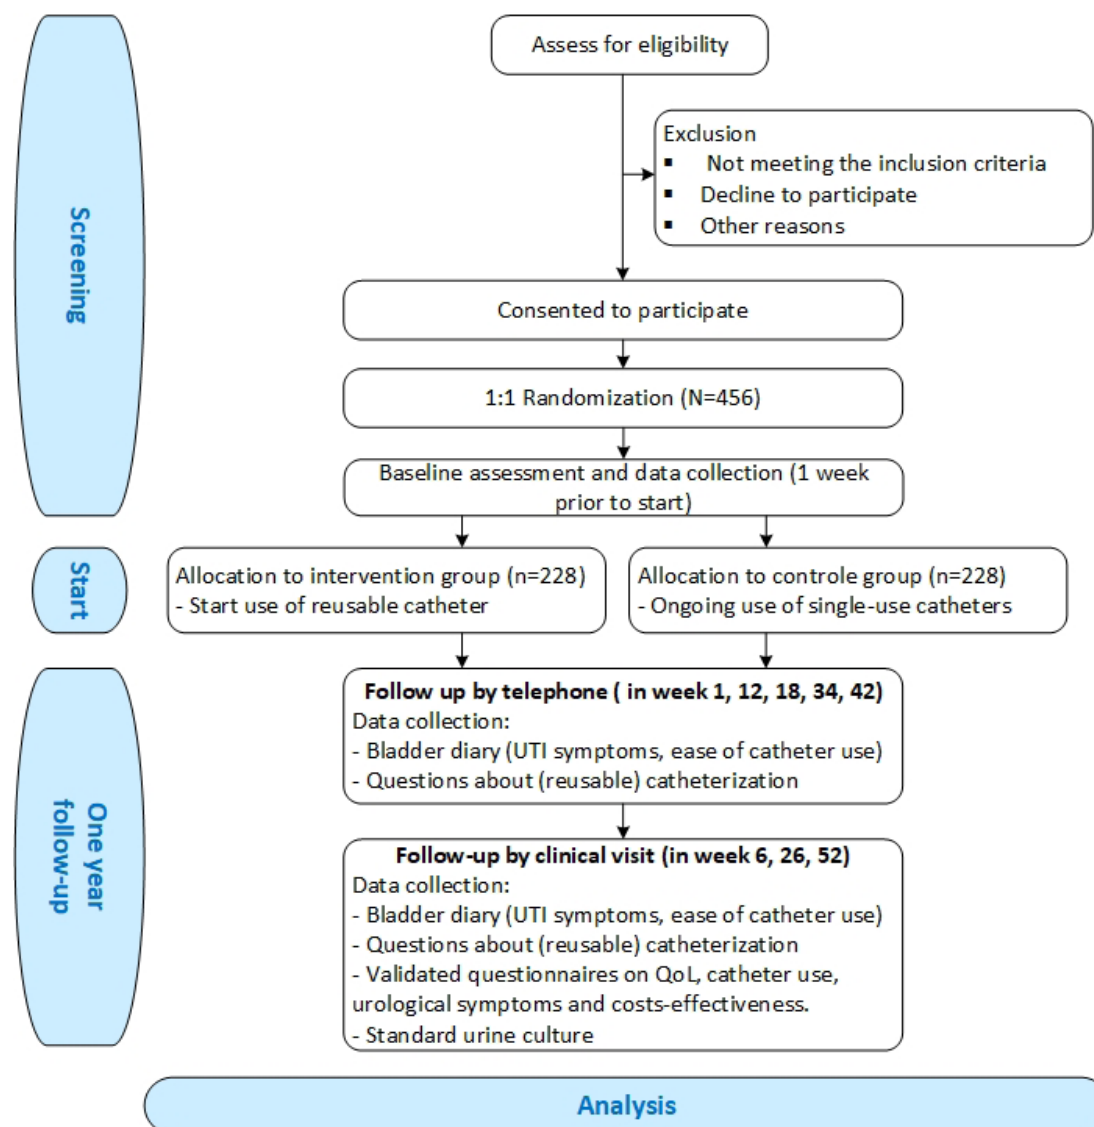 Assess for eligibility
Exclusion
▪ Not meeting the inclusion criteria
▪ Decline to participate
▪ Other reasons
Screening
Consented to participate
1:1 Randomization (N=456)
Baseline assessment and data collection (1 week
prior to start)
Start
Allocation to intervention group (n=228)
- Start use of reusable catheter
Allocation to controle group (n=228)
- Ongoing use of single-use catheters
One year
follow-up
Follow up by telephone ( in week 1, 12, 18, 34, 42)
Data collection:
- Bladder diary (UTI symptoms, ease of catheter use)
- Questions about (reusable) catheterization
Follow-up by clinical visit (in week 6, 26, 52)
Data collection:
- Bladder diary (UTI symptoms, ease of catheter use)
- Questions about (reusable) catheterization
- Validated questionnaires on QoL, catheter use,
urological symptoms and costs-effectiveness.
- Standard urine culture
Analysis